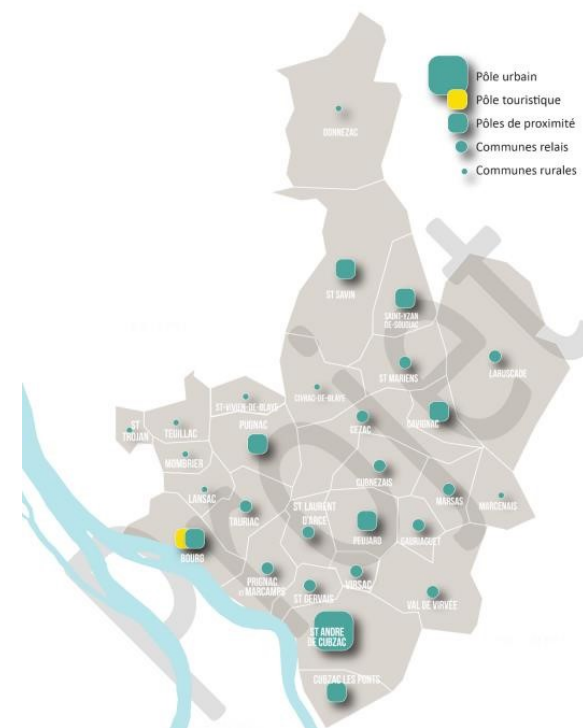 Pôle urbain
Pôle touristique
Pôles de proximité
Communes relais
Communes rurales
DONNEZAC
ST SAVIN
SAINT-YZAN
DE-SOUDIAC
LARUSCADE
ST MARIENS
CIVRAC-DE-BLAYE
ST-VIVIEN-DE-BLAYE
CAVIGNAC
ST
TROJAN
TEUILLAC
PUGNAC
CEZAC
MOMBRIER
CUBNEZAIS
LANSAC
MARSAS
MARCENAIS
TAURIAC
ST LAURENT
D'ARCE
PEUJARD
GAURIAGUET
BOURG
PRIGNAC
ET MARCAMPS
ST GERVAIS
VIRSAC
VAL DE VIRVEE
ST ANDRE
DE CUBZAC
CUBZAC LES PONTS
Projet